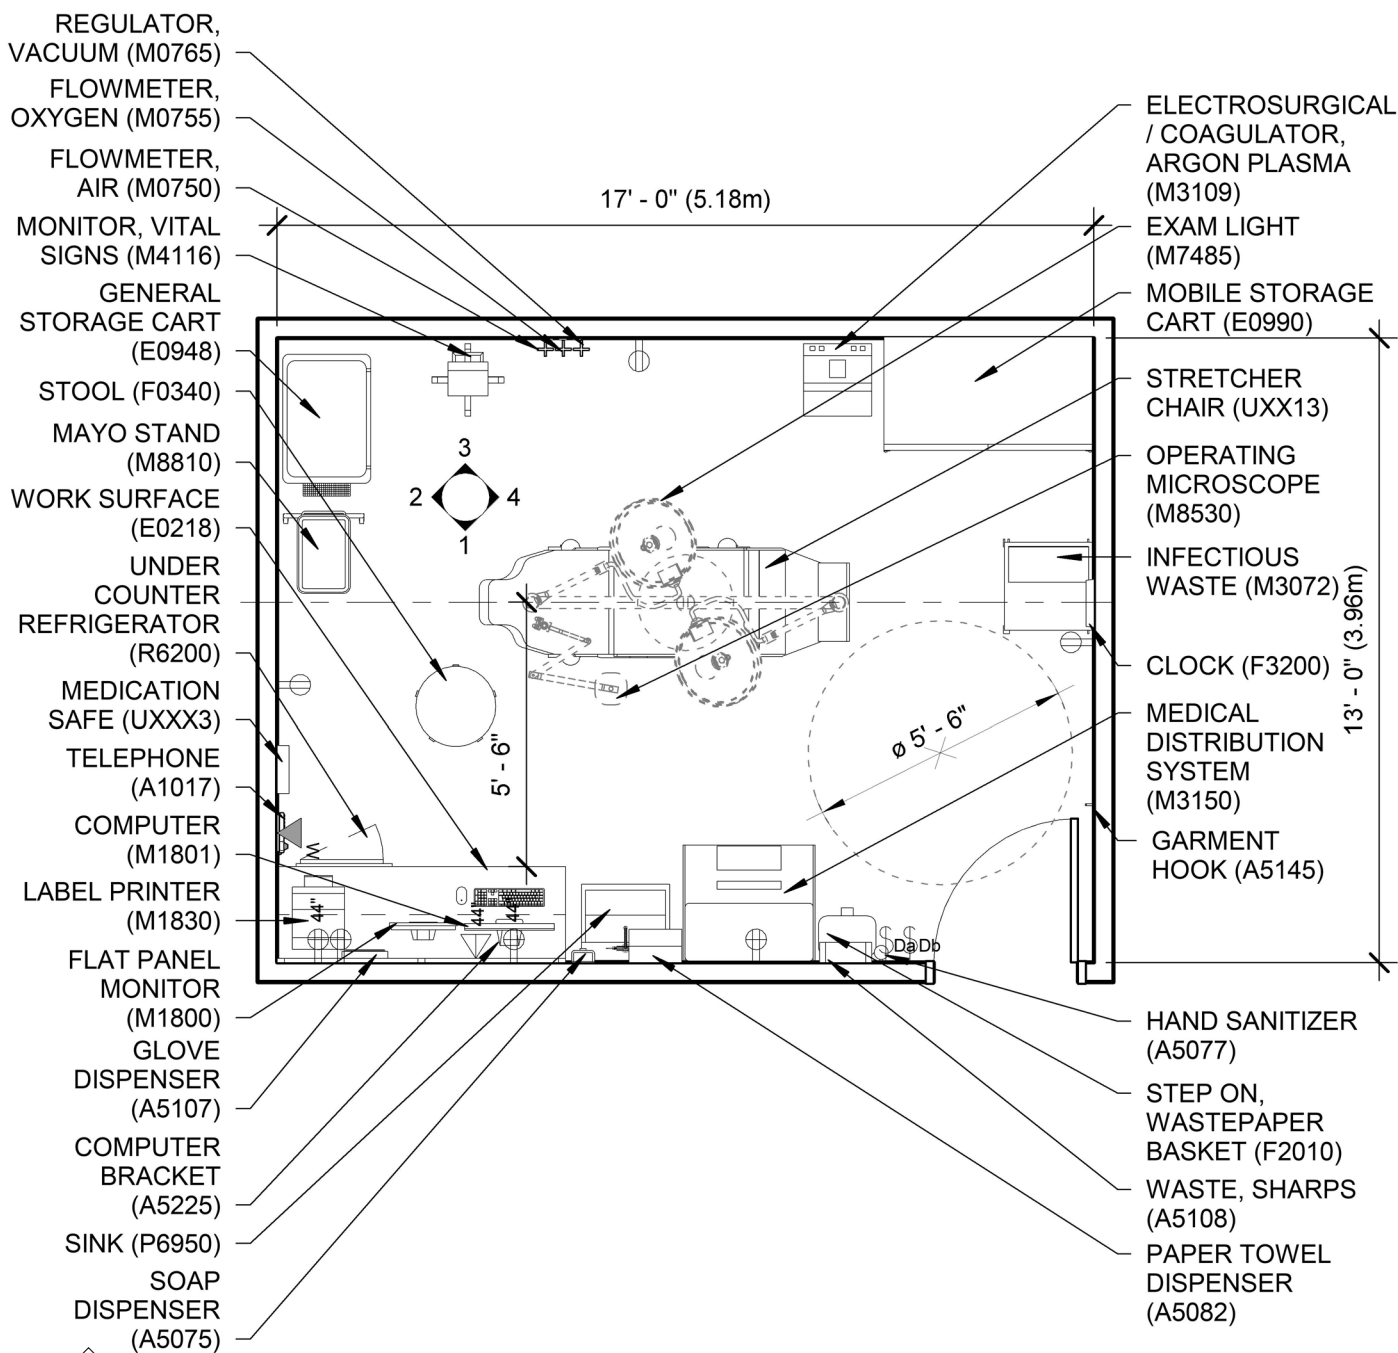 REGULATOR,
VACUUM (M0765)
FLOWMETER,
OXYGEN (M0755)
FLOWMETER,
AIR (M0750)
MONITOR, VITAL
SIGNS (M4116)
GENERAL
STORAGE CART
(E0948)
STOOL (F0340)
MAYO STAND
(M8810)
WORK SURFACE
(E0218)
UNDER
COUNTER
REFRIGERATOR
(R6200)
MEDICATION
SAFE (UXXX3)
TELEPHONE
(A1017)
COMPUTER
(M1801)
LABEL PRINTER
(M1830)
FLAT PANEL
MONITOR
(M1800)
GLOVE
DISPENSER
(A5107)
COMPUTER
BRACKET
(A5225)
SINK (P6950)
SOAP
DISPENSER
(A5075)
17' - 0" (5.18m)
3
2 4
1
5' - 6"
ø 5' - 6"
44"
44"
44"
DaDb
ELECTROSURGICAL
/ COAGULATOR,
ARGON PLASMA
(M3109)
EXAM LIGHT
(M7485)
MOBILE STORAGE
CART (E0990)
STRETCHER
CHAIR (UXX13)
OPERATING
MICROSCOPE
(M8530)
INFECTIOUS
WASTE (M3072)
CLOCK (F3200)
13' - 0" (3.96m)
MEDICAL
DISTRIBUTION
SYSTEM
(M3150)
GARMENT
HOOK (A5145)
HAND SANITIZER
(A5077)
STEP ON,
WASTEPAPER
BASKET (F2010)
WASTE, SHARPS
(A5108)
PAPER TOWEL
DISPENSER
(A5082)